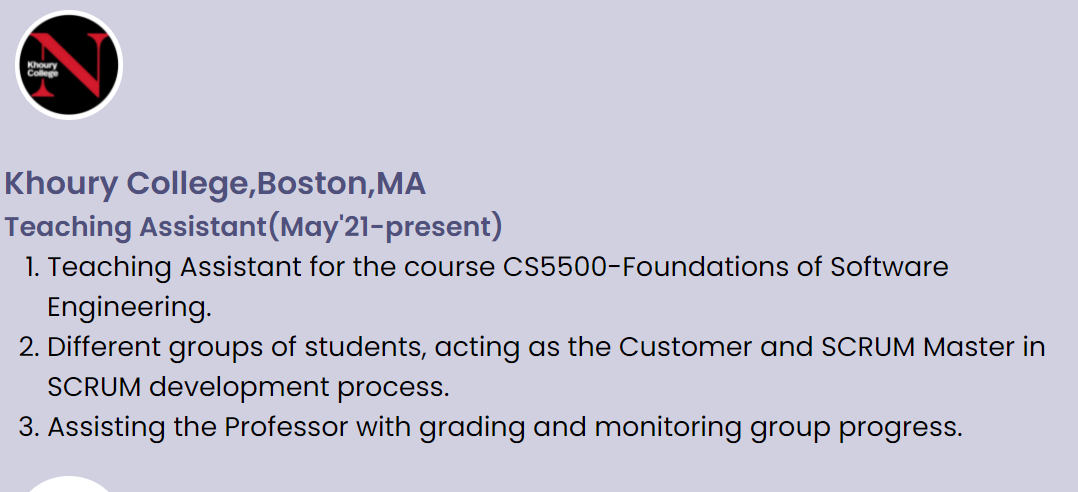 Khoury
College
Khoury College,Boston,MA
Teaching Assistant(May'21-present)
1. Teaching Assistant for the course CS5500-Foundations of Software
Engineering.
2. Different groups of students, acting as the Customer and SCRUM Master in
SCRUM development process.
3. Assisting the Professor with grading and monitoring group progress.